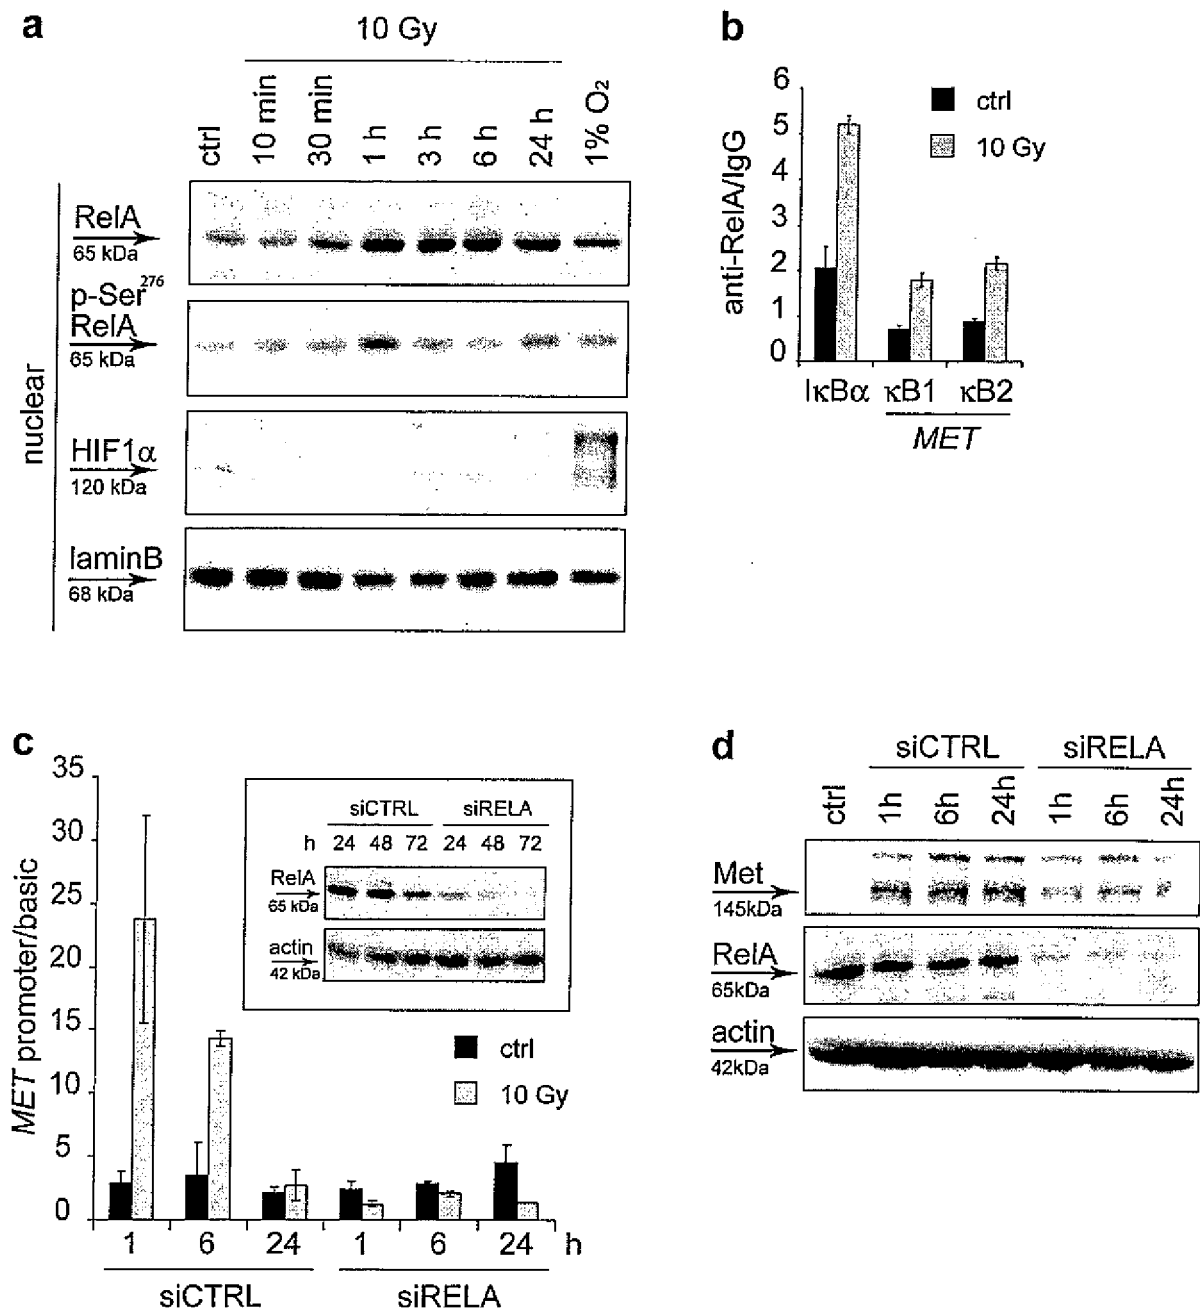 a
10 Gy
ctrl
10 min
30 min
1 h
3 h
6 h
24 h
1% O₂
nuclear
RelA
65 kDa
p-Ser²⁷⁶
RelA
65 kDa
HIF1α
120 kDa
laminB
68 kDa
b
anti-RelA/IgG
6
5
4
3
2
1
0
ctrl
10 Gy
IκBα κB1 κB2
MET
c
MET promoter/basic
35
30
25
20
15
10
5
0
siCTRL siRELA
h 24 48 72 24 48 72
RelA
65 kDa
actin
42 kDa
ctrl
10 Gy
1 6 24 1 6 24 h
siCTRL siRELA
d
siCTRL siRELA
ctrl 1h 6h 24h 1h 6h 24h
Met
145kDa
RelA
65kDa
actin
42kDa